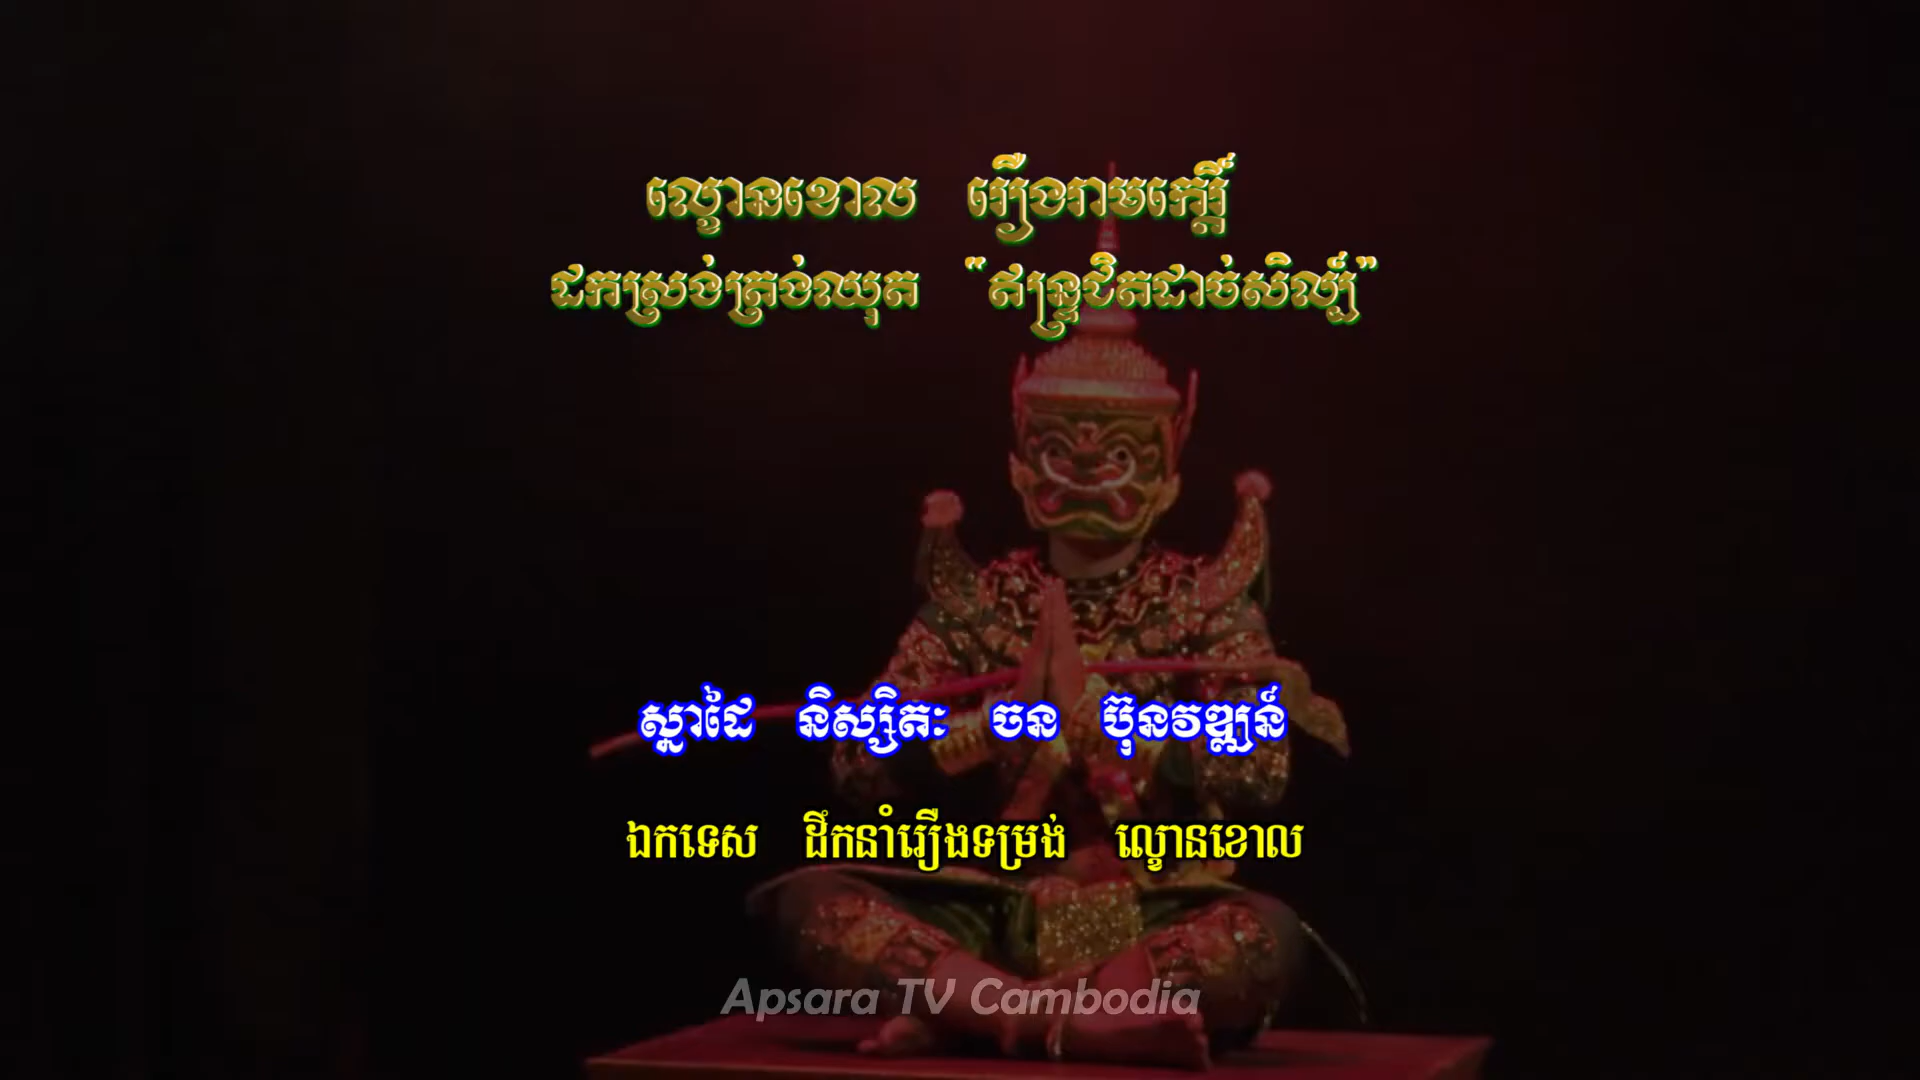 ល្ខោនខោល រឿងរាមកេរ្តិ៍
ដកស្រង់ត្រង់ឈុត “ឥន្ទ្រជិតដាច់សិល្ប៍”
ស្នាដៃ និស្សិតៈ ចន ប៊ុនវឌ្ឍន៍
ឯកទេស ដឹកនាំរឿងទម្រង់ ល្ខោនខោល
Apsara TV Cambodia